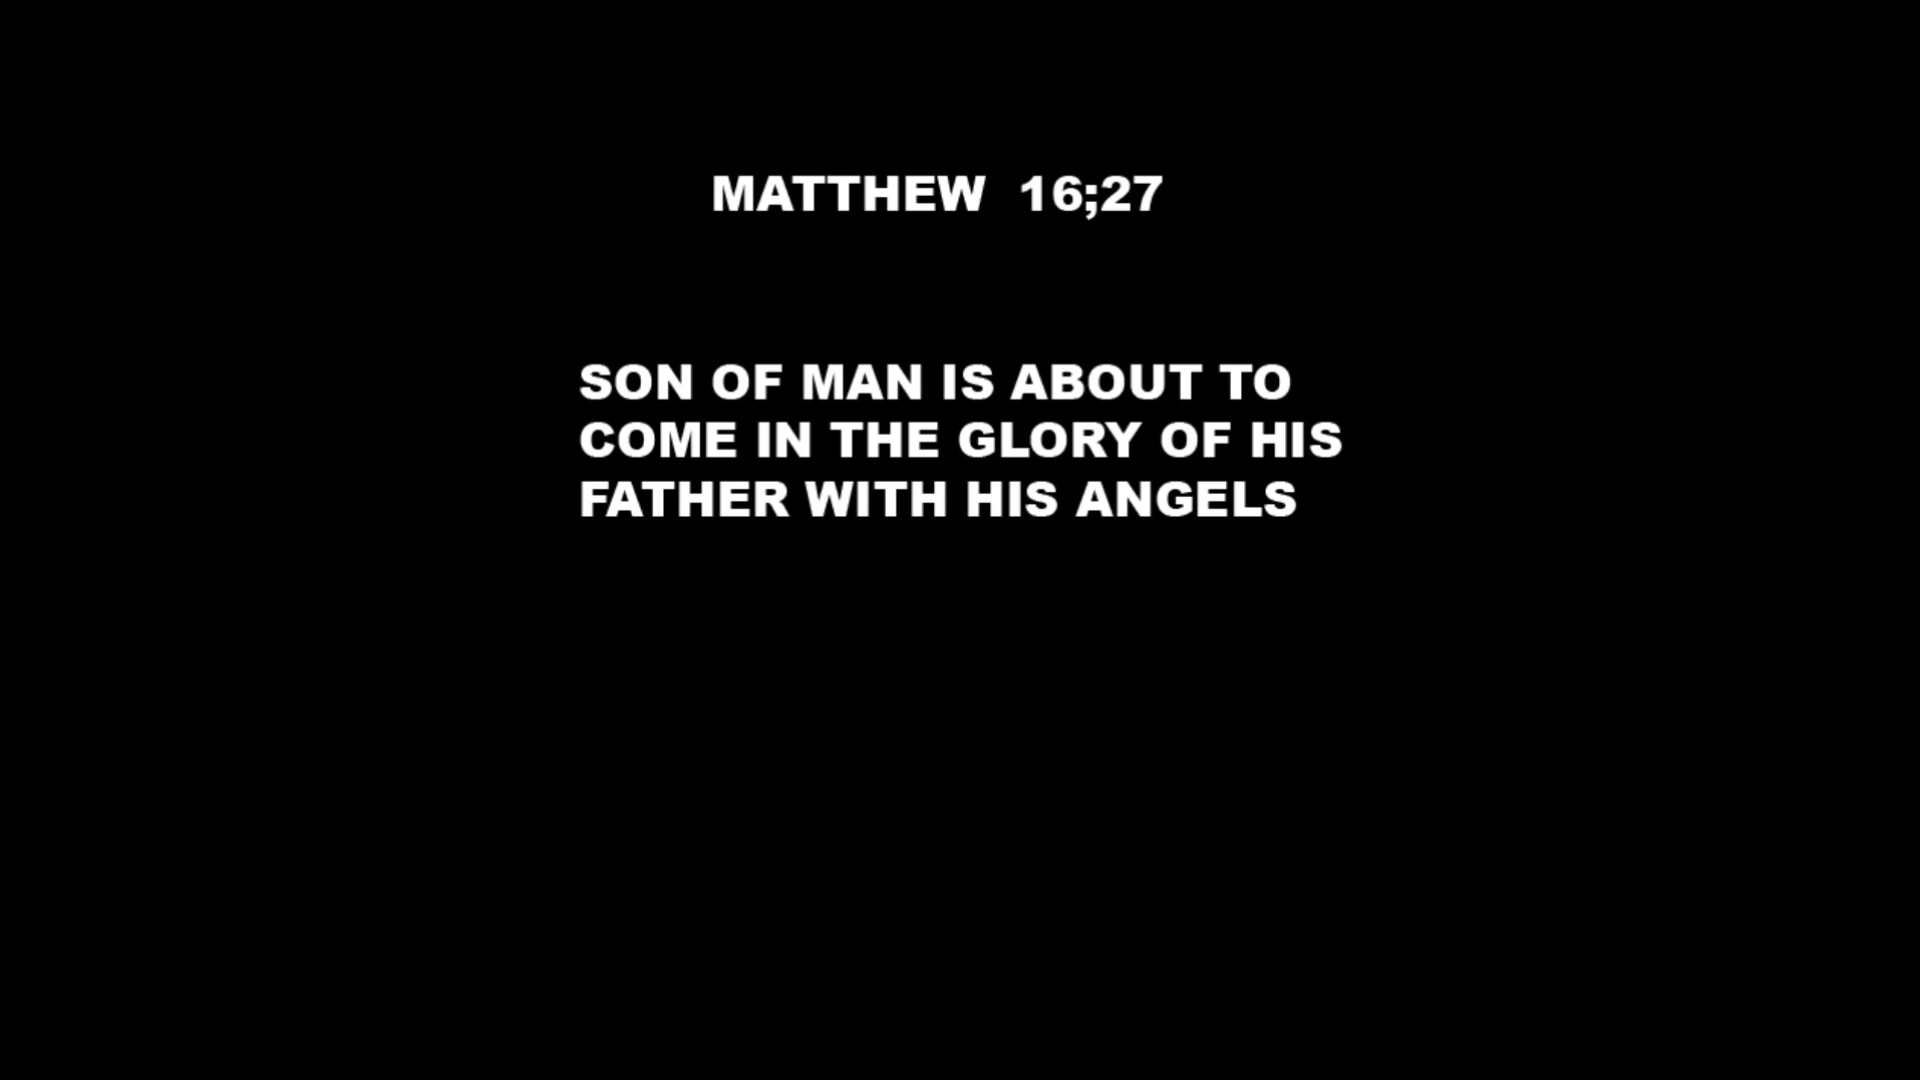 MATTHEW  16;27
SON OF MAN IS ABOUT TO
COME IN THE GLORY OF HIS
FATHER WITH HIS ANGELS